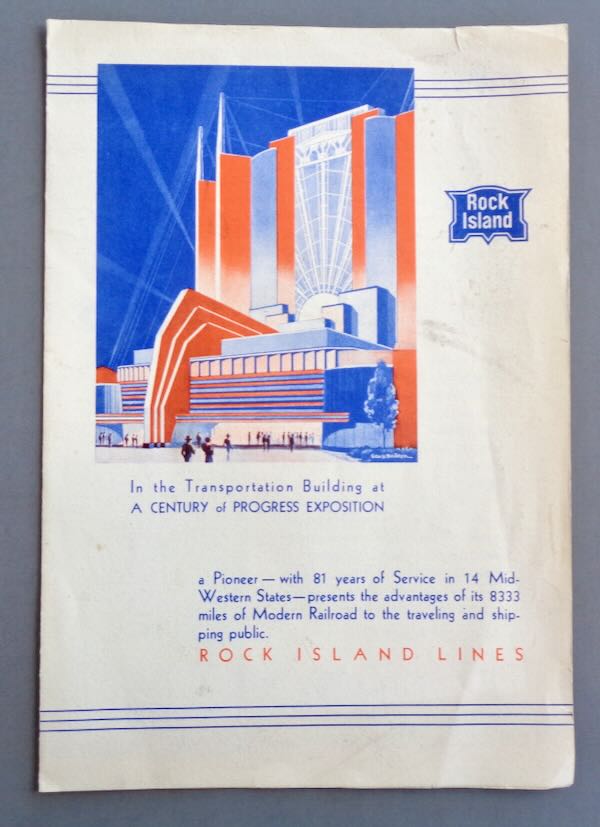 Rock
Island
In the Transportation Building at
A CENTURY of PROGRESS EXPOSITION
a Pioneer — with 81 years of Service in 14 Mid-
Western States — presents the advantages of its 8333
miles of Modern Railroad to the traveling and ship-
ping public.
ROCK ISLAND LINES